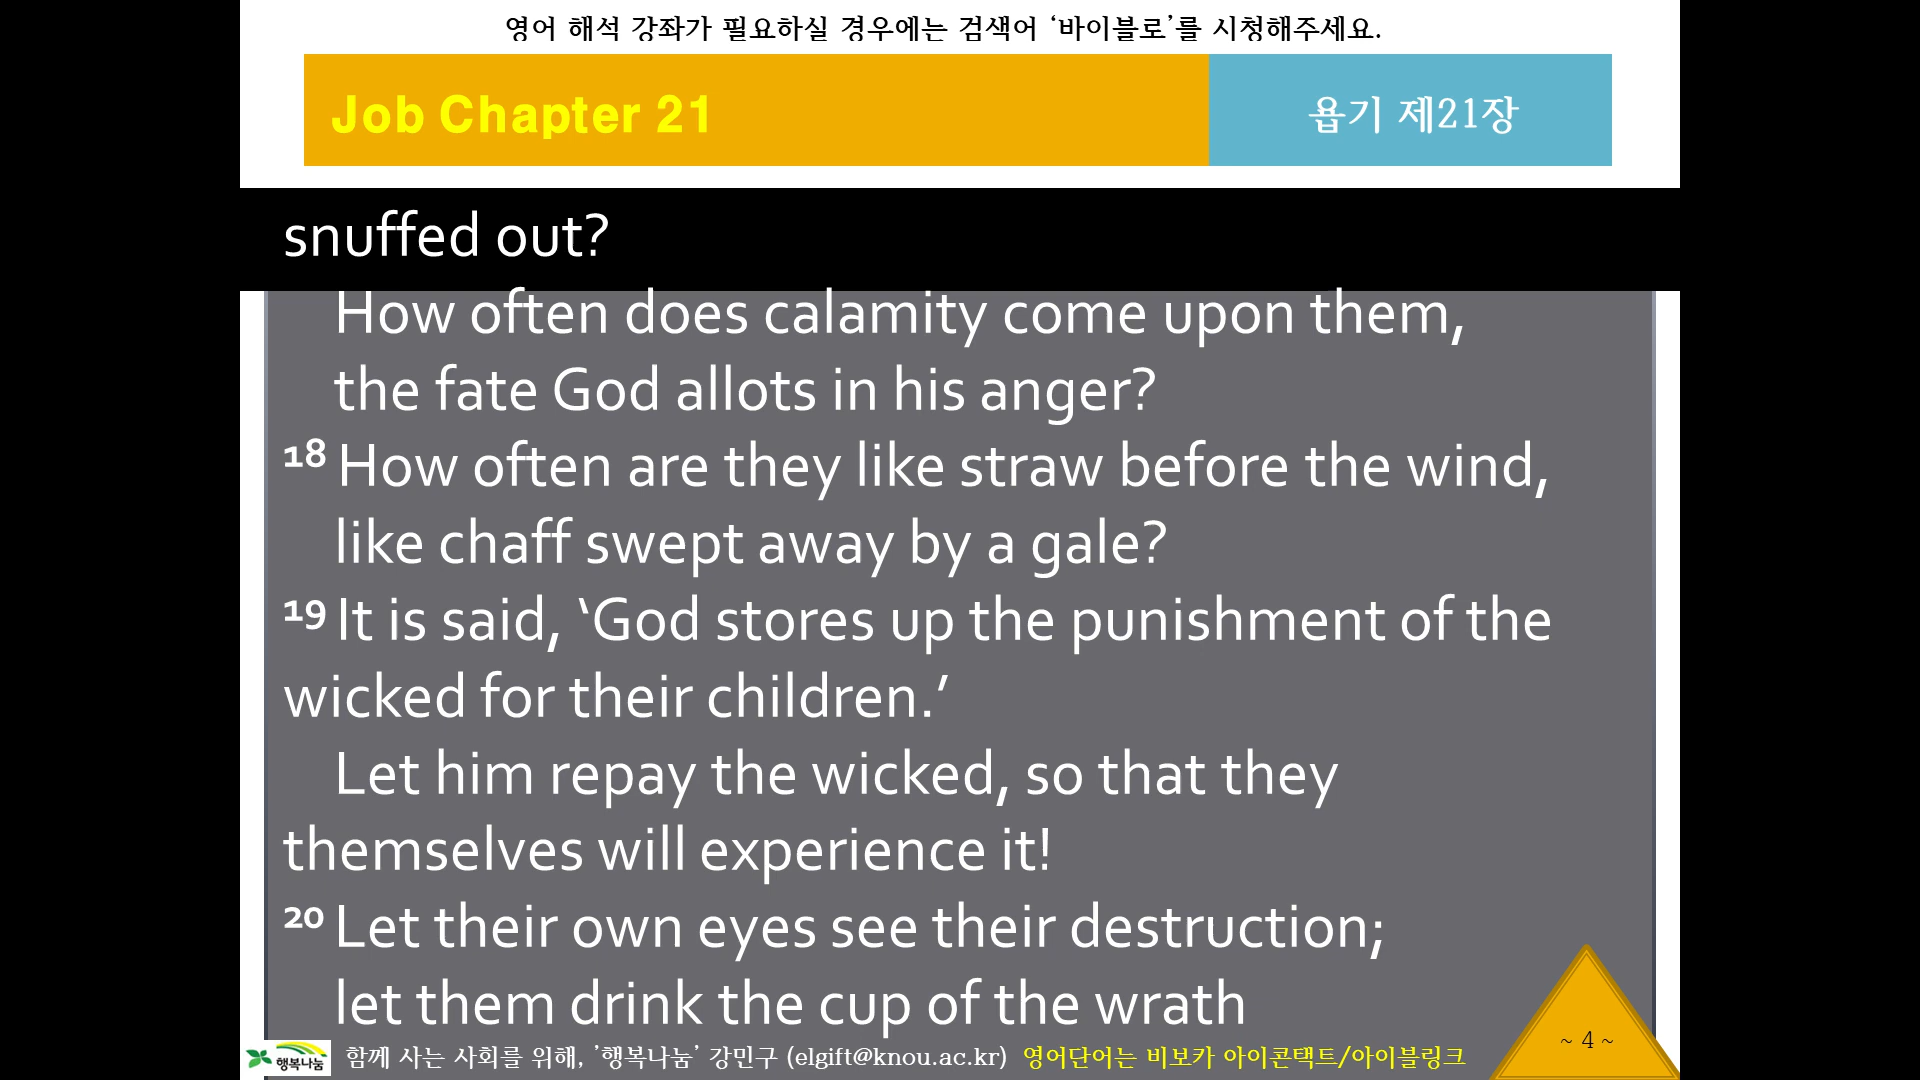 영어 해석 강좌가 필요하실 경우에는 검색어 ‘바이블로’를 시청해주세요.
Job Chapter 21
욥기 제21장
snuffed out?
How often does calamity come upon them,
the fate God allots in his anger?
18 How often are they like straw before the wind,
like chaff swept away by a gale?
19 It is said, ‘God stores up the punishment of the
wicked for their children.’
Let him repay the wicked, so that they
themselves will experience it!
20 Let their own eyes see their destruction;
let them drink the cup of the wrath
~ 4 ~
행복나눔
함께 사는 사회를 위해, ’행복나눔’ 강민구 (elgift@knou.ac.kr) 영어단어는 비보카 아이콘택트/아이블링크